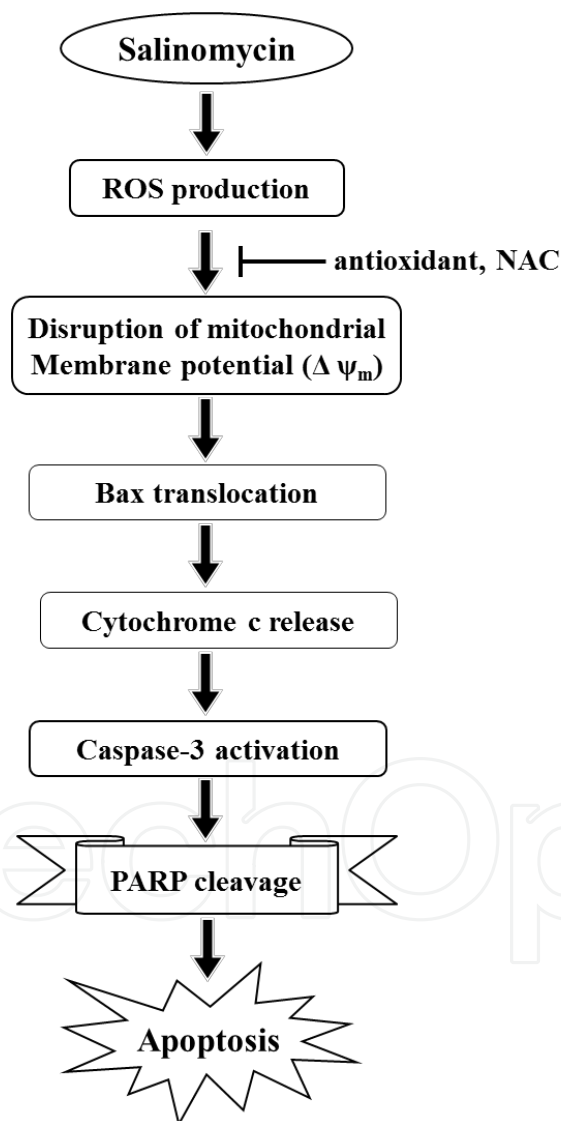 Salinomycin
ROS production
antioxidant, NAC
Disruption of mitochondrial
Membrane potential (Δ ψm)
Bax translocation
Cytochrome c release
Caspase-3 activation
PARP cleavage
Apoptosis